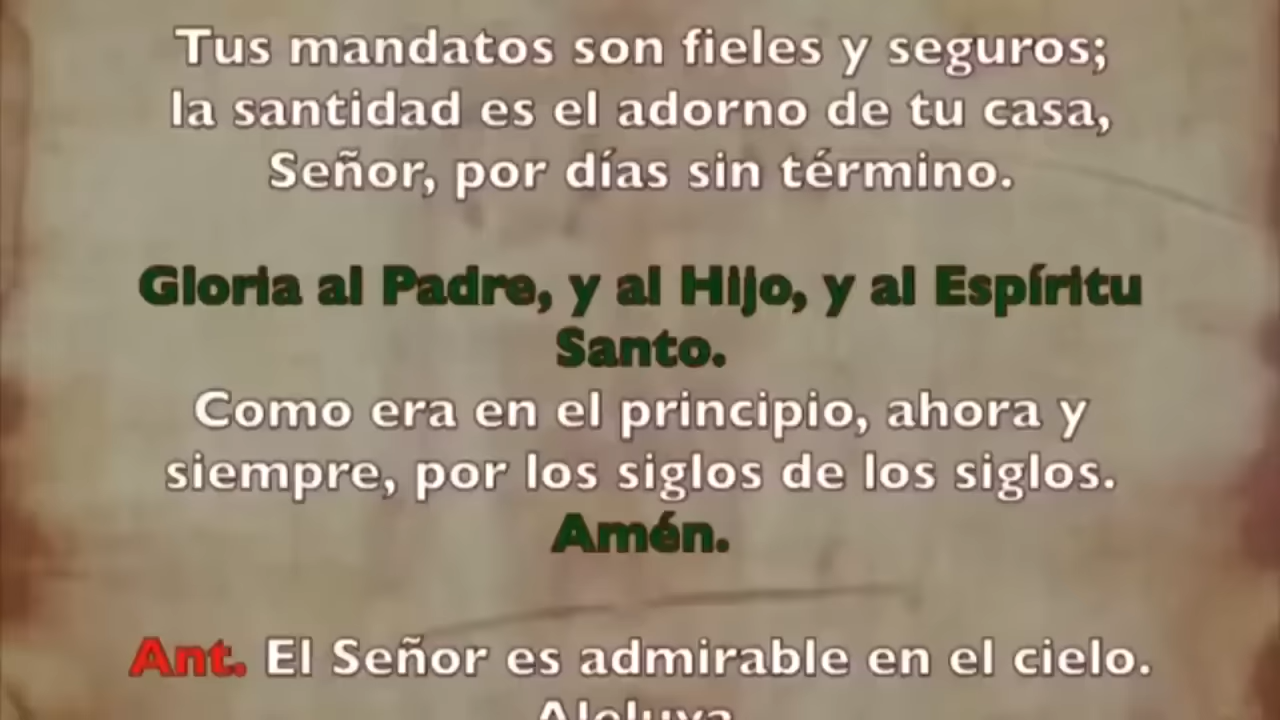 Tus mandatos son fieles y seguros;
la santidad es el adorno de tu casa,
Señor, por días sin término.
Gloria al Padre, y al Hijo, y al Espíritu
Santo.
Como era en el principio, ahora y
siempre, por los siglos de los siglos.
Amén.
Ant. El Señor es admirable en el cielo.
Aleluya